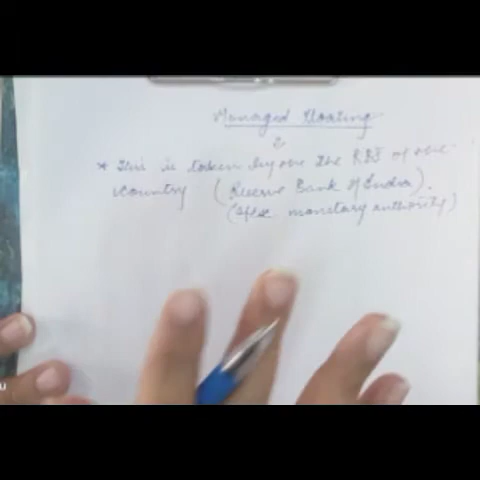 Managed Floating
* This is taken by the RBI of our
country (Reserve Bank of India).
monetary authority)
u